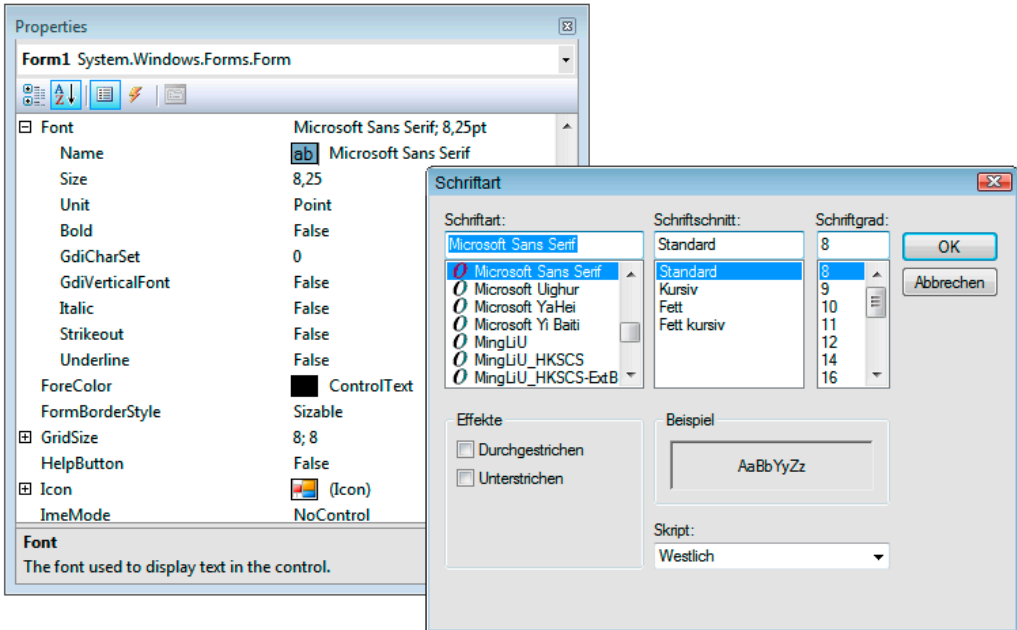 Properties
Form1 System.Windows.Forms.Form
Font Microsoft Sans Serif; 8,25pt
Name ab Microsoft Sans Serif
Size 8,25
Unit Point
Bold False
GdiCharSet 0
GdiVerticalFont False
Italic False
Strikeout False
Underline False
ForeColor ControlText
FormBorderStyle Sizable
GridSize 8; 8
HelpButton False
Icon (Icon)
ImeMode NoControl
Font
The font used to display text in the control.
Schriftart
Schriftart:
Microsoft Sans Serif
Microsoft Sans Serif
Microsoft Uighur
Microsoft YaHei
Microsoft Yi Baiti
MingLiU
MingLiU_HKSCS
MingLiU_HKSCS-ExtB
Schriftschnitt:
Standard
Standard
Kursiv
Fett
Fett kursiv
Schriftgrad:
8
8
9
10
11
12
14
16
OK
Abbrechen
Effekte
Durchgestrichen
Unterstrichen
Beispiel
AaBbYyZz
Skript:
Westlich